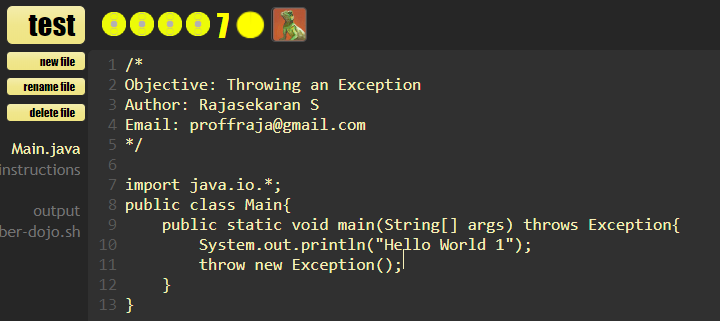 test
7
new file
rename file
delete file
Main.java
instructions
output
ber-dojo.sh
1 /*
2 Objective: Throwing an Exception
3 Author: Rajasekaran S
4 Email: proffraja@gmail.com
5 */
6
7 import java.io.*;
8 public class Main{
9     public static void main(String[] args) throws Exception{
10         System.out.println("Hello World 1");
11         throw new Exception();
12     }
13 }